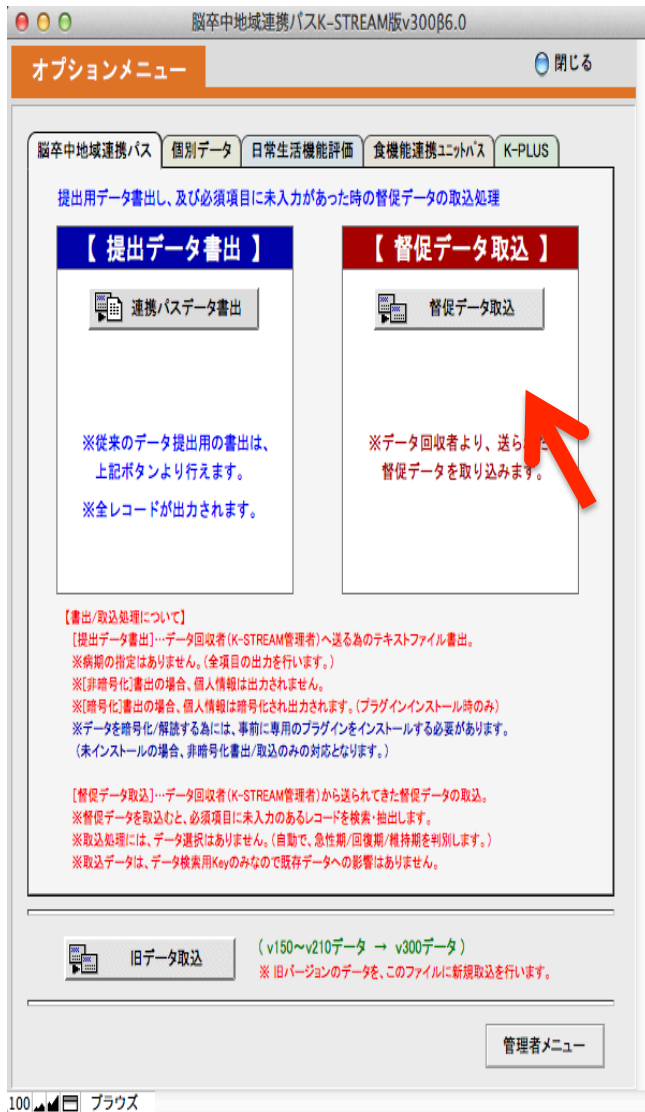 脳卒中地域連携パスK-STREAM版v300β6.0
オプションメニュー
閉じる
脳卒中地域連携パス 個別データ 日常生活機能評価 食機能連携ユニットパス K-PLUS
提出用データ書出し、及び必須項目に未入力があった時の督促データの取込処理
【 提出データ書出 】
連携パスデータ書出
※従来のデータ提出用の書出は、
上記ボタンより行えます。
※全レコードが出力されます。
【 督促データ取込 】
督促データ取込
※データ回収者より、送ら
督促データを取り込みます。
【書出/取込処理について】
[提出データ書出]…データ回収者(K-STREAM管理者)へ送る為のテキストファイル書出。
※病期の指定はありません。(全項目の出力を行います。)
※[非暗号化]書出の場合、個人情報は出力されません。
※[暗号化]書出の場合、個人情報は暗号化され出力されます。(プラグインインストール時のみ)
※データを暗号化/解読する為には、事前に専用のプラグインをインストールする必要があります。
(未インストールの場合、非暗号化書出/取込のみの対応となります。)
[督促データ取込]…データ回収者(K-STREAM管理者)から送られてきた督促データの取込。
※督促データを取込むと、必須項目に未入力のあるレコードを検索・抽出します。
※取込処理には、データ選択はありません。(自動で、急性期/回復期/維持期を判別します。)
※取込データは、データ検索用Keyのみなので既存データへの影響はありません。
旧データ取込
( v150～v210データ → v300データ )
※ 旧バージョンのデータを、このファイルに新規取込を行います。
管理者メニュー
100 ブラウズ